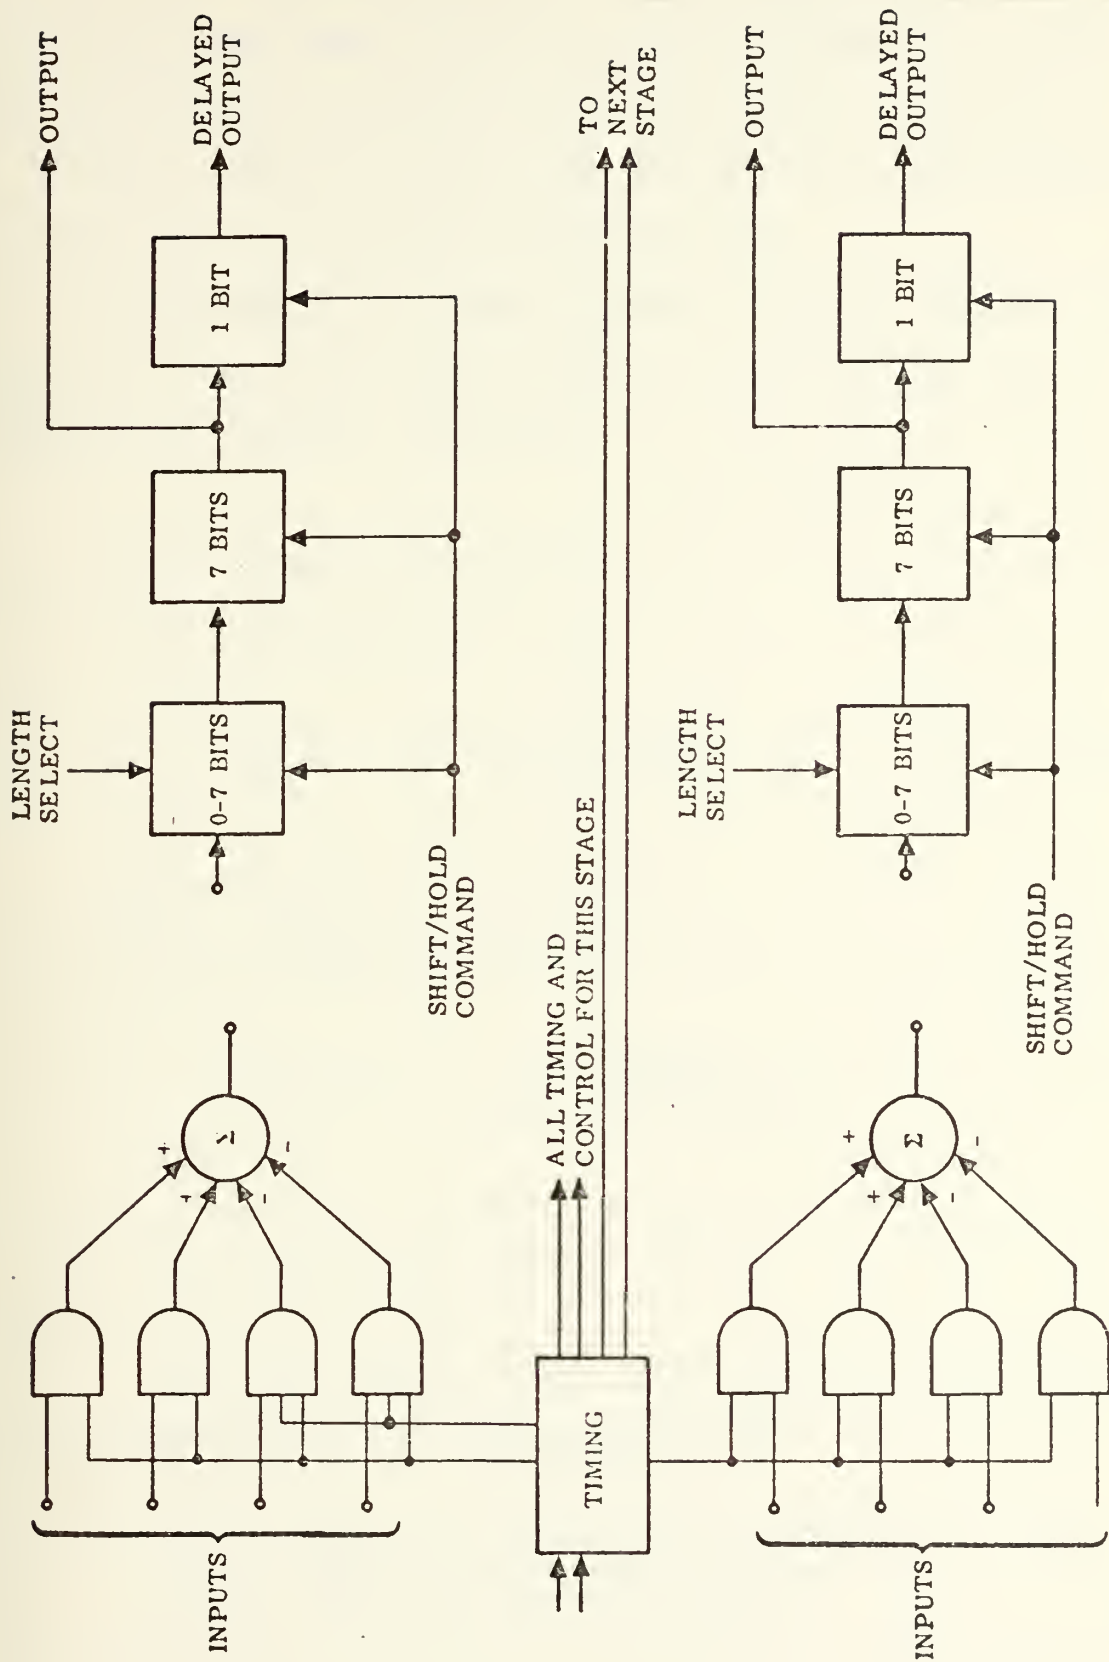 INPUTS
+
+
-
-
Σ
LENGTH
SELECT
0-7 BITS
7 BITS
1 BIT
OUTPUT
DELAYED
OUTPUT
SHIFT/HOLD
COMMAND
TIMING
ALL TIMING AND
CONTROL FOR THIS STAGE
TO
NEXT
STAGE
INPUTS
+
+
-
-
Σ
LENGTH
SELECT
0-7 BITS
7 BITS
1 BIT
OUTPUT
DELAYED
OUTPUT
SHIFT/HOLD
COMMAND